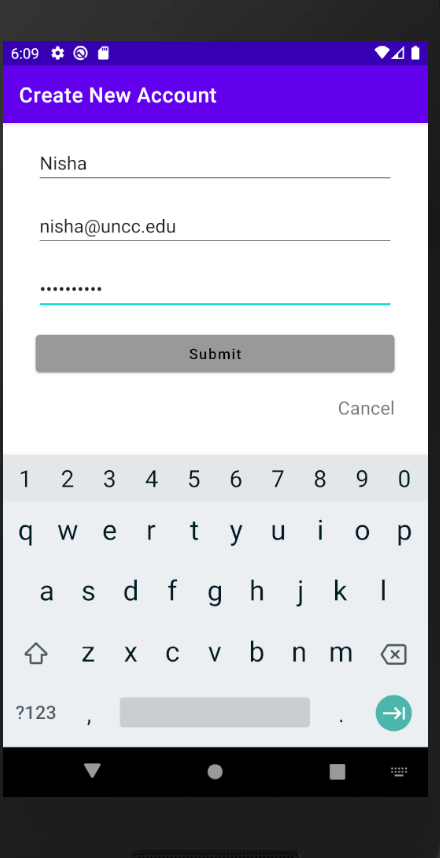 6:09
Create New Account
Nisha
nisha@uncc.edu
••••••••••
Submit
Cancel
1 2 3 4 5 6 7 8 9 0
q w e r t y u i o p
a s d f g h j k l
z x c v b n m
?123 , .